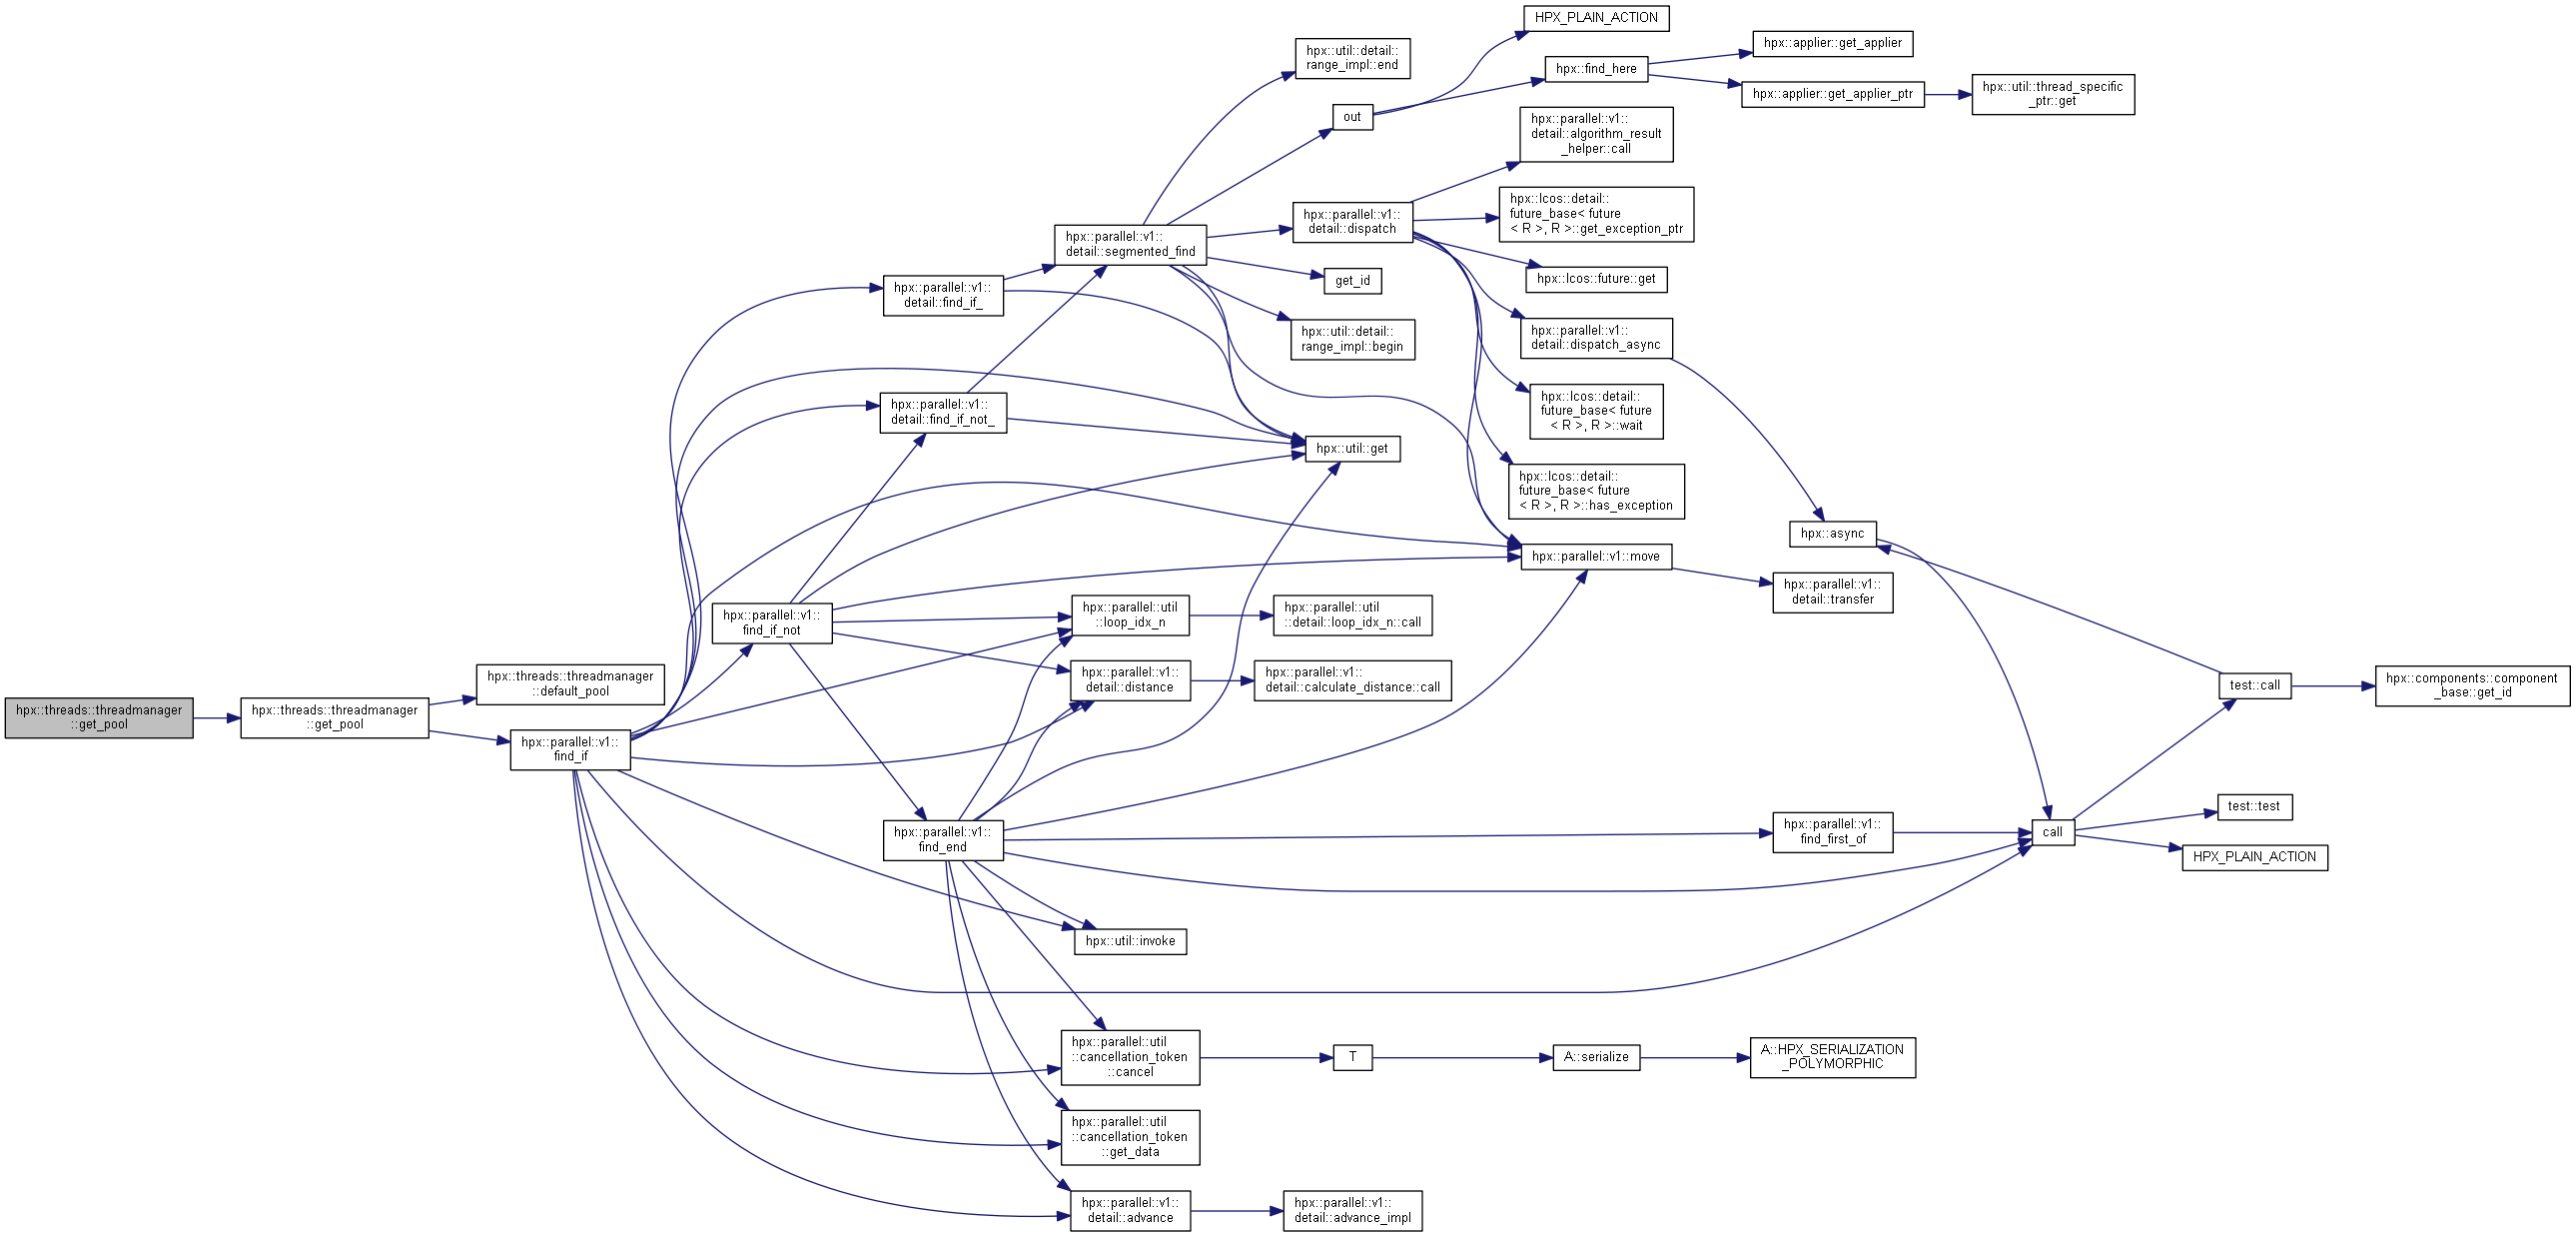 hpx::threads::threadmanager
::get_pool
hpx::threads::threadmanager
::get_pool
hpx::threads::threadmanager
::default_pool
hpx::parallel::v1::
find_if
hpx::parallel::v1::
find_if_not
hpx::parallel::v1::
detail::find_if_
hpx::parallel::v1::
detail::find_if_not_
hpx::parallel::v1::
find_end
hpx::parallel::v1::
detail::segmented_find
hpx::parallel::util
::loop_idx_n
hpx::parallel::v1::
detail::distance
hpx::util::invoke
hpx::parallel::util
::cancellation_token
::cancel
hpx::parallel::util
::cancellation_token
::get_data
hpx::parallel::v1::
detail::advance
hpx::util::detail::
range_impl::end
out
hpx::parallel::v1::
detail::dispatch
get_id
hpx::util::detail::
range_impl::begin
hpx::util::get
hpx::parallel::util
::detail::loop_idx_n::call
hpx::parallel::v1::
detail::calculate_distance::call
T
hpx::parallel::v1::
detail::advance_impl
HPX_PLAIN_ACTION
hpx::find_here
hpx::parallel::v1::
detail::algorithm_result
_helper::call
hpx::lcos::detail::
future_base< future
< R >, R >::get_exception_ptr
hpx::lcos::future::get
hpx::parallel::v1::
detail::dispatch_async
hpx::lcos::detail::
future_base< future
< R >, R >::wait
hpx::lcos::detail::
future_base< future
< R >, R >::has_exception
hpx::parallel::v1::move
A::serialize
hpx::applier::get_applier
hpx::applier::get_applier_ptr
hpx::async
hpx::parallel::v1::
detail::transfer
hpx::parallel::v1::
find_first_of
A::HPX_SERIALIZATION
_POLYMORPHIC
hpx::util::thread_specific
_ptr::get
call
test::call
test::test
HPX_PLAIN_ACTION
hpx::components::component
_base::get_id